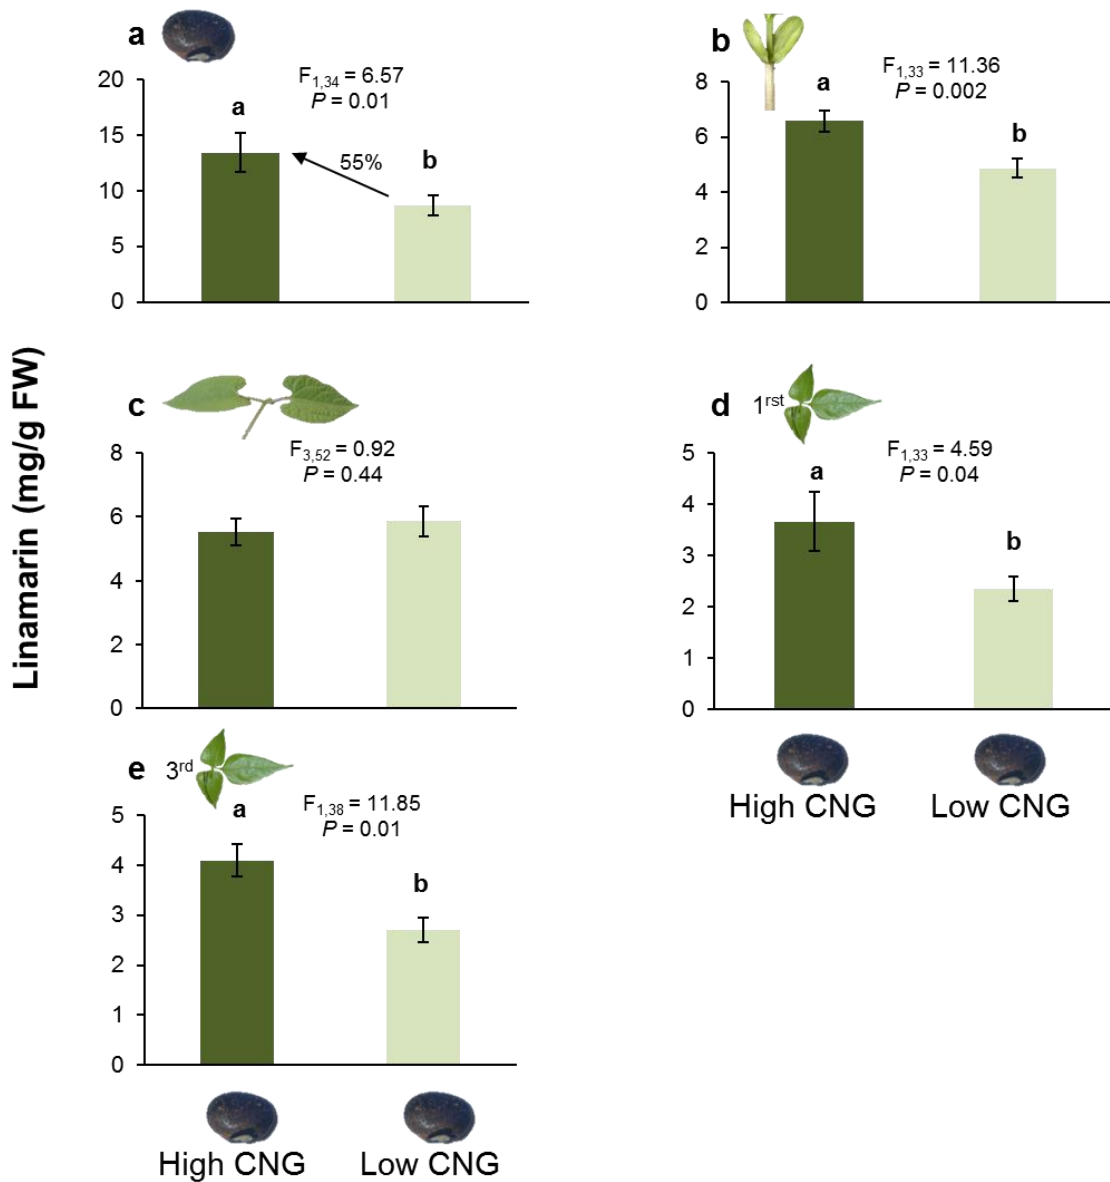 Linamarin (mg/g FW)
a
F1,34 = 6.57
P = 0.01
20
15
10
5
0
a
55%
b
b
F1,33 = 11.36
P = 0.002
8
6
4
2
0
a
b
c
F3,52 = 0.92
P = 0.44
8
6
4
2
0
d 1rst
F1,33 = 4.59
P = 0.04
5
4
3
2
1
0
a
b
High CNG Low CNG
e 3rd
F1,38 = 11.85
P = 0.01
5
4
3
2
1
0
a
b
High CNG Low CNG